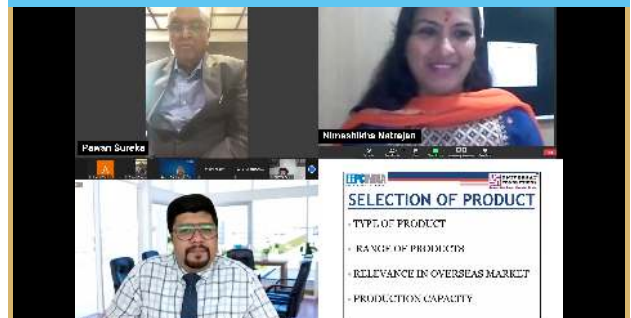 Pawan Sureka
Nimashikha Natrajan
A
EEPC INDIA
SELECTION OF PRODUCT
TYPE OF PRODUCT
RANGE OF PRODUCTS
RELEVANCE IN OVERSEAS MARKET
PRODUCTION CAPACITY